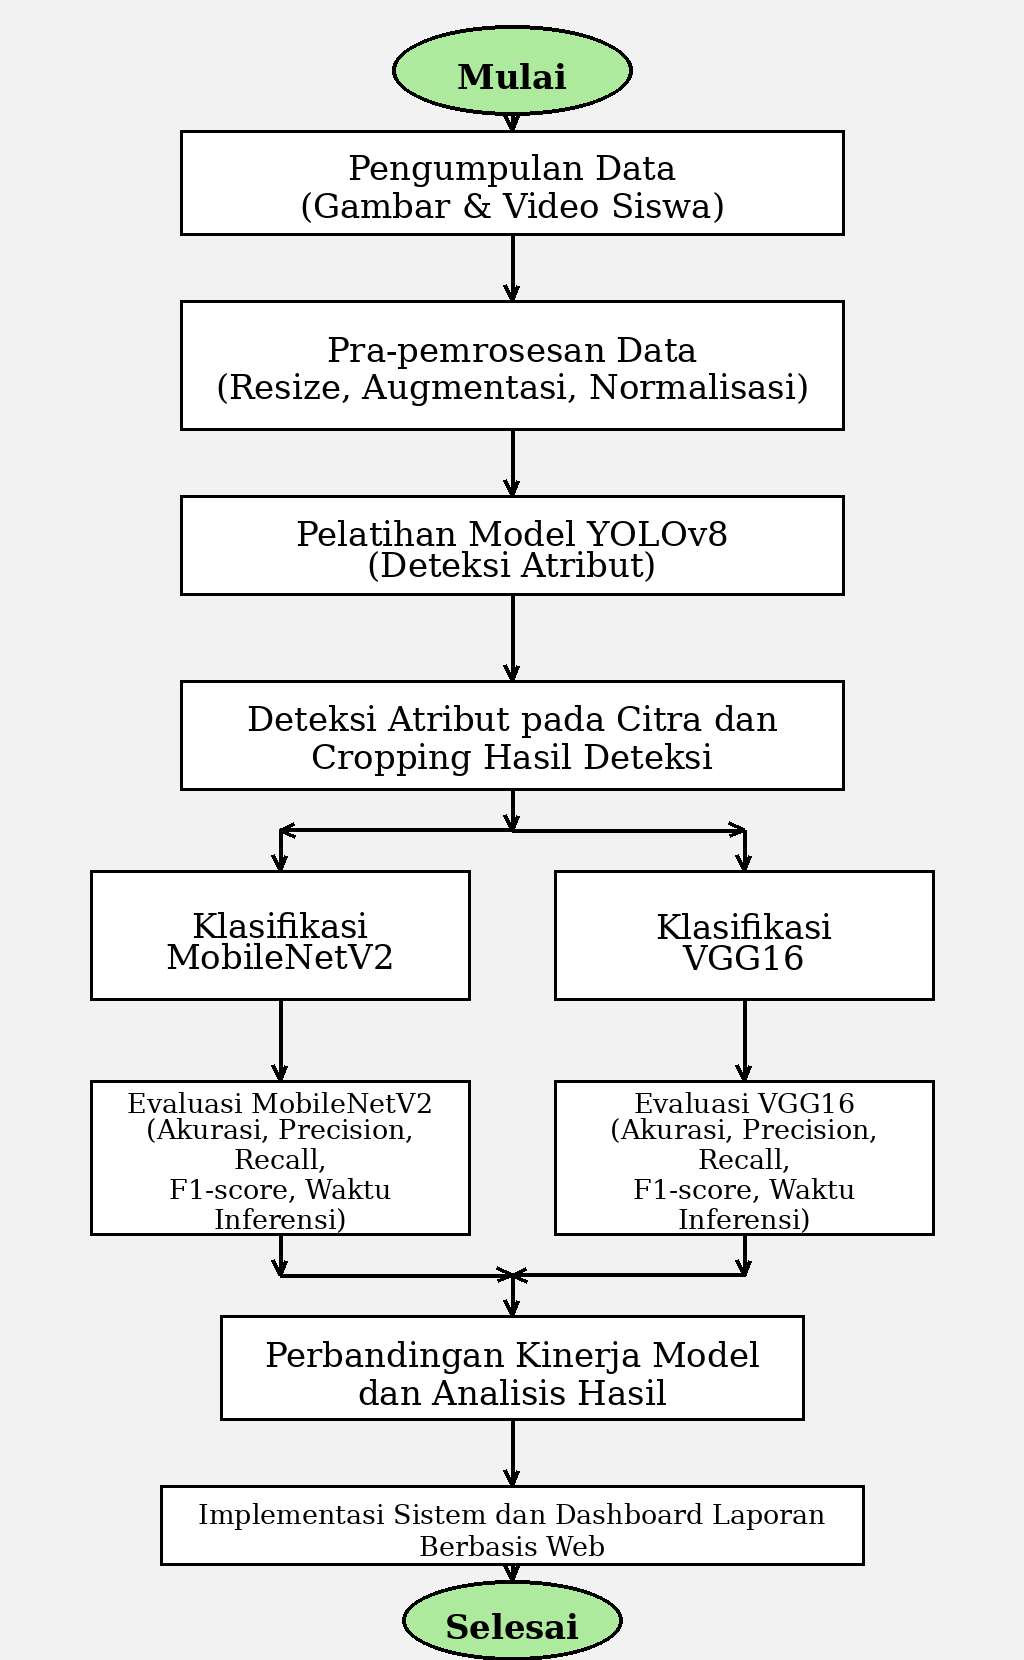 Mulai
Pengumpulan Data
(Gambar & Video Siswa)
Pra-pemrosesan Data
(Resize, Augmentasi, Normalisasi)
Pelatihan Model YOLOv8
(Deteksi Atribut)
Deteksi Atribut pada Citra dan
Cropping Hasil Deteksi
Klasifikasi
MobileNetV2
Klasifikasi
VGG16
Evaluasi MobileNetV2
(Akurasi, Precision,
Recall,
F1-score, Waktu
Inferensi)
Evaluasi VGG16
(Akurasi, Precision,
Recall,
F1-score, Waktu
Inferensi)
Perbandingan Kinerja Model
dan Analisis Hasil
Implementasi Sistem dan Dashboard Laporan
Berbasis Web
Selesai